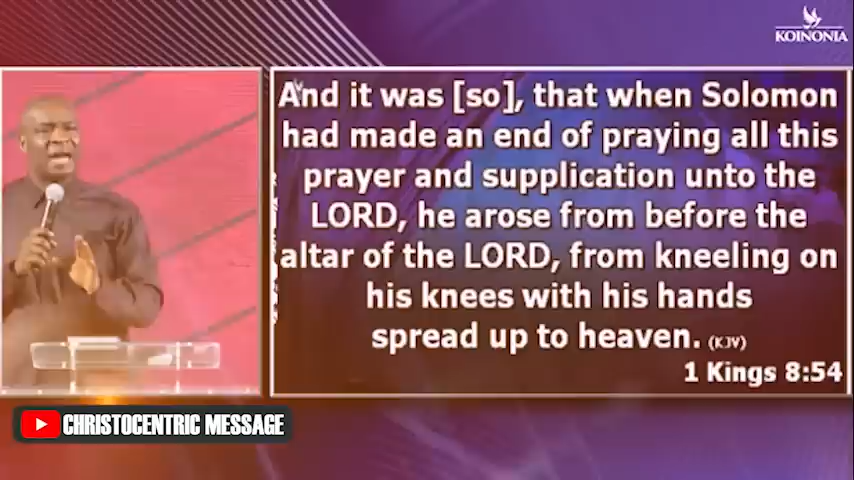 KOINONIA
And it was [so], that when Solomon
had made an end of praying all this
prayer and supplication unto the
LORD, he arose from before the
altar of the LORD, from kneeling on
his knees with his hands
spread up to heaven. (KJV)
1 Kings 8:54
CHRISTOCENTRIC MESSAGE